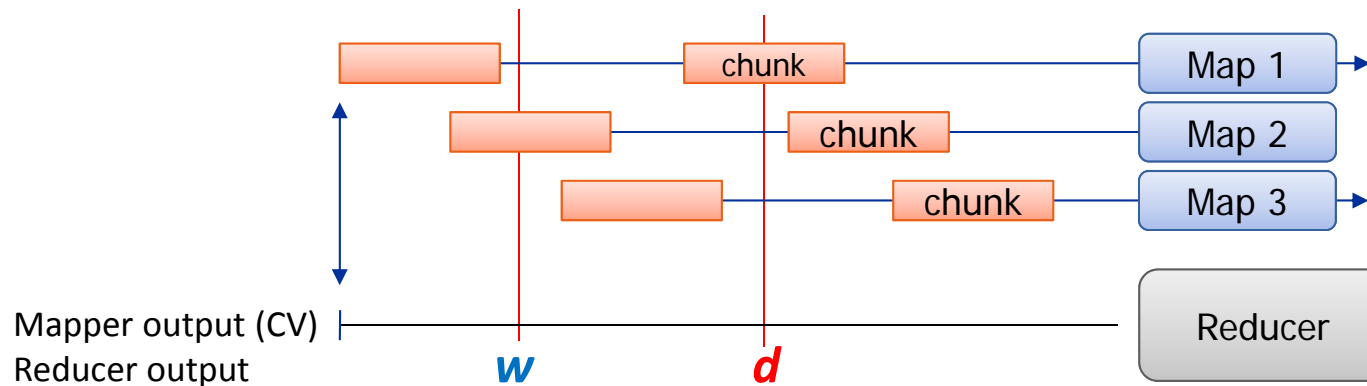 chunk Map 1
chunk Map 2
chunk Map 3
Mapper output (CV)
Reducer output
w d
Reducer